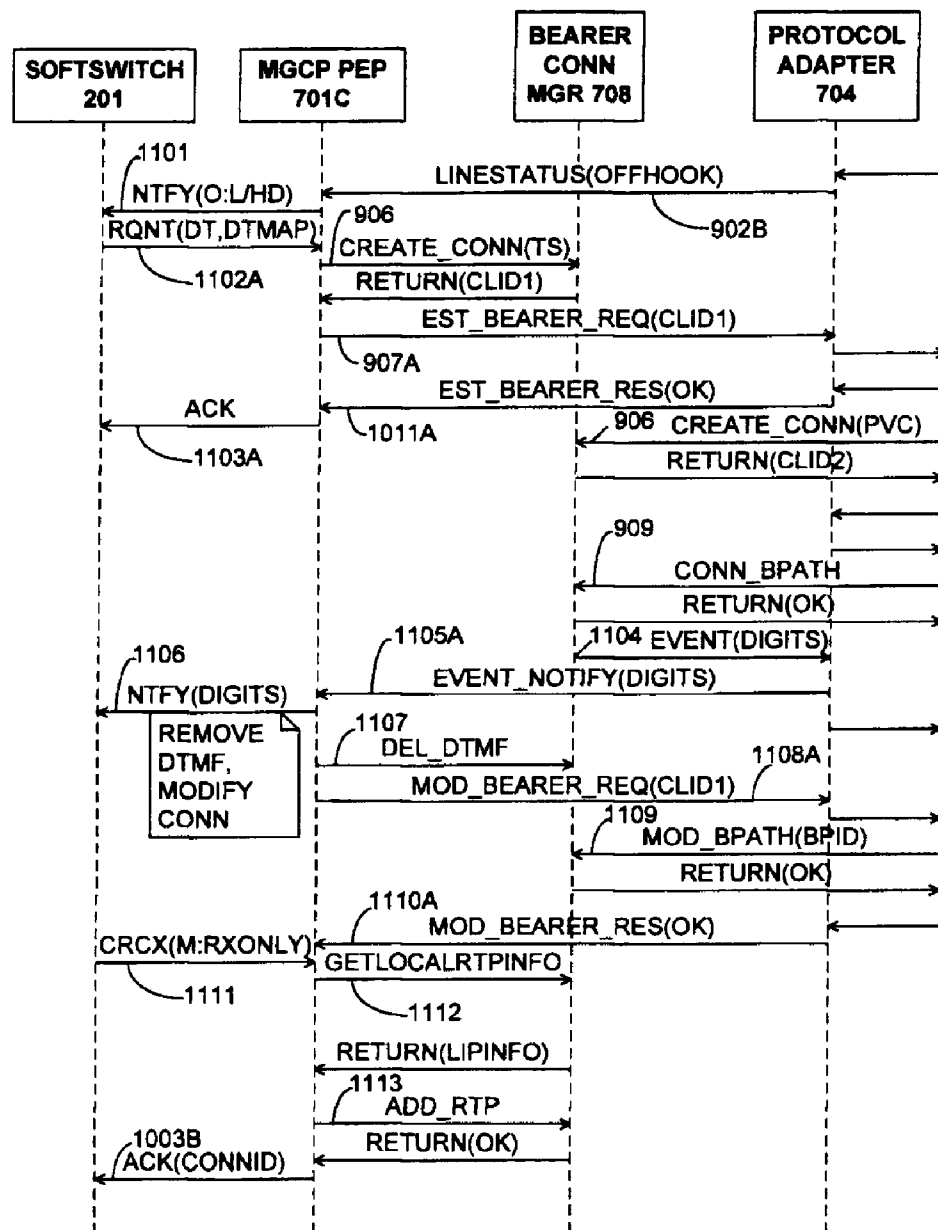 SOFTSWITCH
201
MGCP PEP
701C
BEARER
CONN
MGR 708
PROTOCOL
ADAPTER
704
1101
LINESTATUS(OFFHOOK)
NTFY(O:L/HD)
902B
RQNT(DT,DTMAP)
906
1102A
CREATE_CONN(TS)
RETURN(CLID1)
EST_BEARER_REQ(CLID1)
907A
EST_BEARER_RES(OK)
ACK
1011A
906
CREATE_CONN(PVC)
1103A
RETURN(CLID2)
909
CONN_BPATH
RETURN(OK)
1105A
1104
EVENT(DIGITS)
1106
EVENT_NOTIFY(DIGITS)
NTFY(DIGITS)
REMOVE
DTMF,
MODIFY
CONN
1107
DEL_DTMF
1108A
MOD_BEARER_REQ(CLID1)
1109
MOD_BPATH(BPID)
RETURN(OK)
1110A
MOD_BEARER_RES(OK)
CRCX(M:RXONLY)
GETLOCALRTPINFO
1111
1112
RETURN(LIPINFO)
1113
ADD_RTP
1003B
RETURN(OK)
ACK(CONNID)